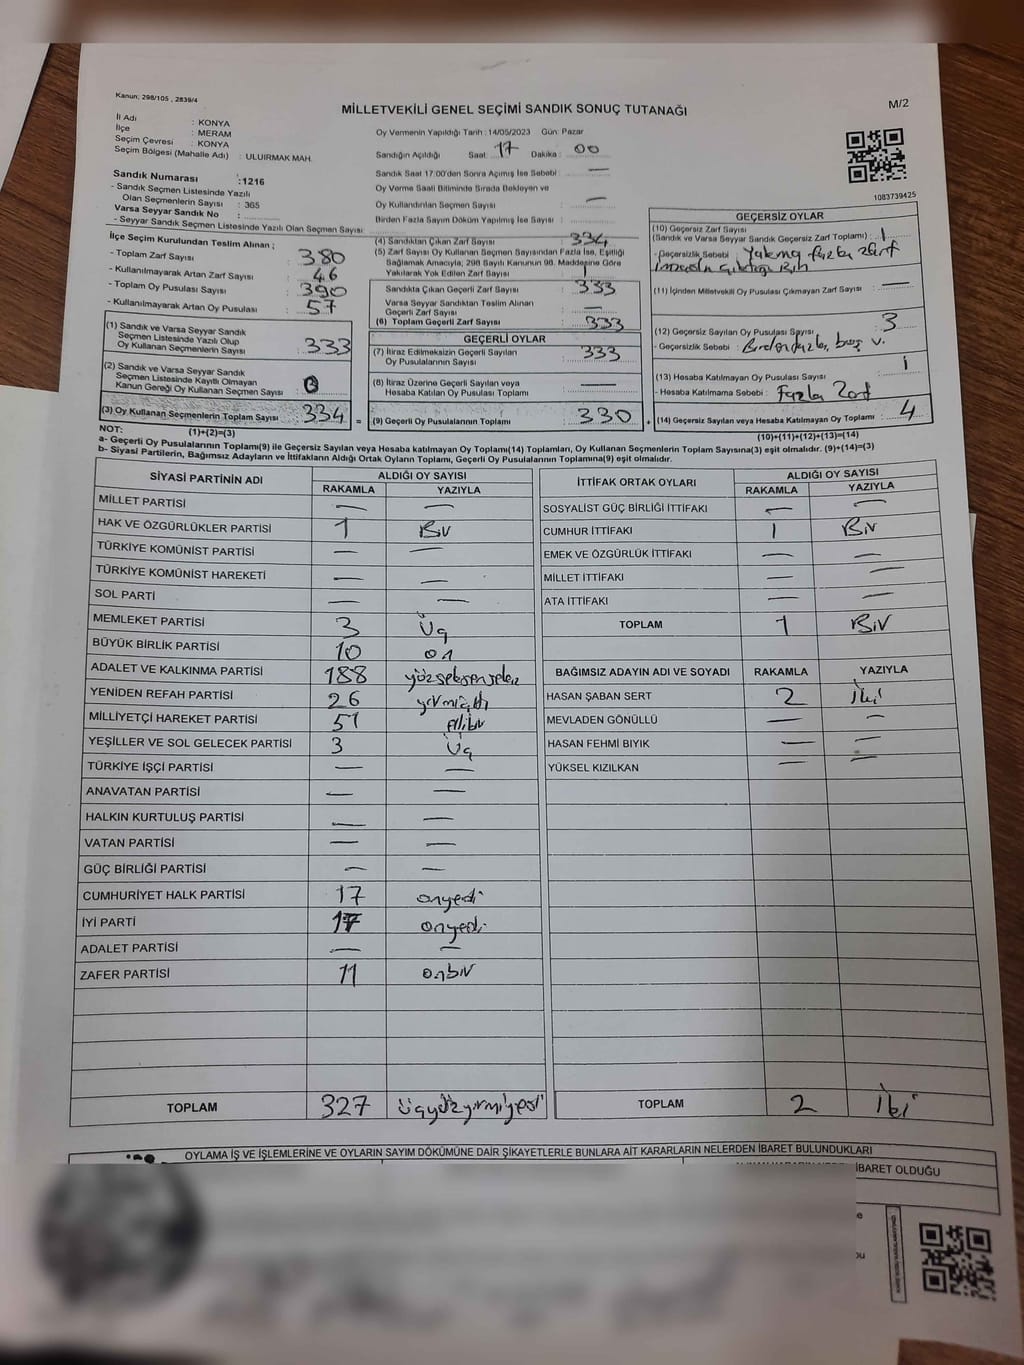 Kanun: 298/105 , 2839/4
MİLLETVEKİLİ GENEL SEÇİMİ SANDIK SONUÇ TUTANAĞI
M/2
İl Adı : KONYA
İlçe : MERAM
Seçim Çevresi : KONYA
Seçim Bölgesi (Mahalle Adı) : ULUIRMAK MAH.
Oy Vermenin Yapıldığı Tarih : 14/05/2023 Gün: Pazar
Sandığın Açıldığı Saat: 17 Dakika: 00
Sandık Saat 17:00'den Sonra Açımış İse Sebebi : —
Oy Verme Saati Bitiminde Sırada Bekleyen ve
Oy Kullandırılan Seçmen Sayısı : —
Birden Fazla Sayım Döküm Yapılmış İse Sayısı :
1083739425
Sandık Numarası :1216
- Sandık Seçmen Listesinde Yazılı
Olan Seçmenlerin Sayısı : 365
Varsa Seyyar Sandık No :
- Seyyar Sandık Seçmen Listesinde Yazılı Olan Seçmen Sayısı :
İlçe Seçim Kurulundan Teslim Alınan ;
- Toplam Zarf Sayısı : 380
- Kullanılmayarak Artan Zarf Sayısı : 46
- Toplam Oy Pusulası Sayısı : 390
- Kullanılmayarak Artan Oy Pusulası : 57
(1) Sandık ve Varsa Seyyar Sandık
Seçmen Listesinde Yazılı Olup
Oy Kullanan Seçmenlerin Sayısı : 333
(2) Sandık ve Varsa Seyyar Sandık
Seçmen Listesinde Kayıtlı Olmayan
Kanun Gereği Oy Kullanan Seçmen Sayısı :
(3) Oy Kullanan Seçmenlerin Toplam Sayısı : 334 =
(1)+(2)=(3)
(4) Sandıktan Çıkan Zarf Sayısı : 334
(5) Zarf Sayısı Oy Kullanan Seçmen Sayısından Fazla İse, Eşitliği
Sağlamak Amacıyla; 298 Sayılı Kanunun 98. Maddesine Göre
Yakılarak Yok Edilen Zarf Sayısı : 1
Sandıkta Çıkan Geçerli Zarf Sayısı : 333
Varsa Seyyar Sandıktan Teslim Alınan
Geçerli Zarf Sayısı : —
(6) Toplam Geçerli Zarf Sayısı : 333
GEÇERLİ OYLAR
(7) İtiraz Edilmeksizin Geçerli Sayılan
Oy Pusulalarının Sayısı : 333
(8) İtiraz Üzerine Geçerli Sayılan veya
Hesaba Katılan Oy Pusulası Toplamı : —
(9) Geçerli Oy Pusulalarının Toplamı : 330 +
GEÇERSİZ OYLAR
(10) Geçersiz Zarf Sayısı
(Sandık ve Varsa Seyyar Sandık Geçersiz Zarf Toplamı) : 1
- Geçersizlik Sebebi : Yakma fazla zarf
(11) İçinden Milletvekili Oy Pusulası Çıkmayan Zarf Sayısı : —
(12) Geçersiz Sayılan Oy Pusulası Sayısı : 3
- Geçersizlik Sebebi :
(13) Hesaba Katılmayan Oy Pusulası Sayısı : 1
- Hesaba Katılmama Sebebi : Fazla Zarf
(14) Geçersiz Sayılan veya Hesaba Katılmayan Oy Toplamı : 4
(10)+(11)+(12)+(13)=(14)
NOT:
a- Geçerli Oy Pusulalarının Toplamı(9) ile Geçersiz Sayılan veya Hesaba katılmayan Oy Toplamı(14) Toplamları, Oy Kullanan Seçmenlerin Toplam Sayısına(3) eşit olmalıdır. (9)+(14)=(3)
b- Siyasi Partilerin, Bağımsız Adayların ve İttifakların Aldığı Ortak Oyların Toplamı, Geçerli Oy Pusulalarının Toplamına(9) eşit olmalıdır.
SİYASİ PARTİNİN ADI ALDIĞI OY SAYISI
RAKAMLA YAZIYLA
MİLLET PARTİSİ — —
HAK VE ÖZGÜRLÜKLER PARTİSİ 1 Bir
TÜRKİYE KOMÜNİST PARTİSİ — —
TÜRKİYE KOMÜNİST HAREKETİ — —
SOL PARTİ — —
MEMLEKET PARTİSİ 3 Üç
BÜYÜK BİRLİK PARTİSİ 10 on
ADALET VE KALKINMA PARTİSİ 188 yüzseksensekiz
YENİDEN REFAH PARTİSİ 26 yirmialtı
MİLLİYETÇİ HAREKET PARTİSİ 51 Ellibir
YEŞİLLER VE SOL GELECEK PARTİSİ 3 Üç
TÜRKİYE İŞÇİ PARTİSİ — —
ANAVATAN PARTİSİ — —
HALKIN KURTULUŞ PARTİSİ — —
VATAN PARTİSİ — —
GÜÇ BİRLİĞİ PARTİSİ — —
CUMHURİYET HALK PARTİSİ 17 onyedi
İYİ PARTİ 17 onyedi
ADALET PARTİSİ — —
ZAFER PARTİSİ 11 onbir
TOPLAM 327 üçyüzyirmiyedi
İTTİFAK ORTAK OYLARI ALDIĞI OY SAYISI
RAKAMLA YAZIYLA
SOSYALİST GÜÇ BİRLİĞİ İTTİFAKI — —
CUMHUR İTTİFAKI 1 Bir
EMEK VE ÖZGÜRLÜK İTTİFAKI — —
MİLLET İTTİFAKI — —
ATA İTTİFAKI — —
TOPLAM 1 Bir
BAĞIMSIZ ADAYIN ADI VE SOYADI RAKAMLA YAZIYLA
HASAN ŞABAN SERT 2 İki
MEVLADEN GÖNÜLLÜ — —
HASAN FEHMİ BIYIK — —
YÜKSEL KIZILKAN — —
TOPLAM 2 İki
OYLAMA İŞ VE İŞLEMLERİNE VE OYLARIN SAYIM DÖKÜMÜNE DAİR ŞİKAYETLERLE BUNLARA AİT KARARLARIN NELERDEN İBARET BULUNDUKLARI
İBARET OLDUĞU